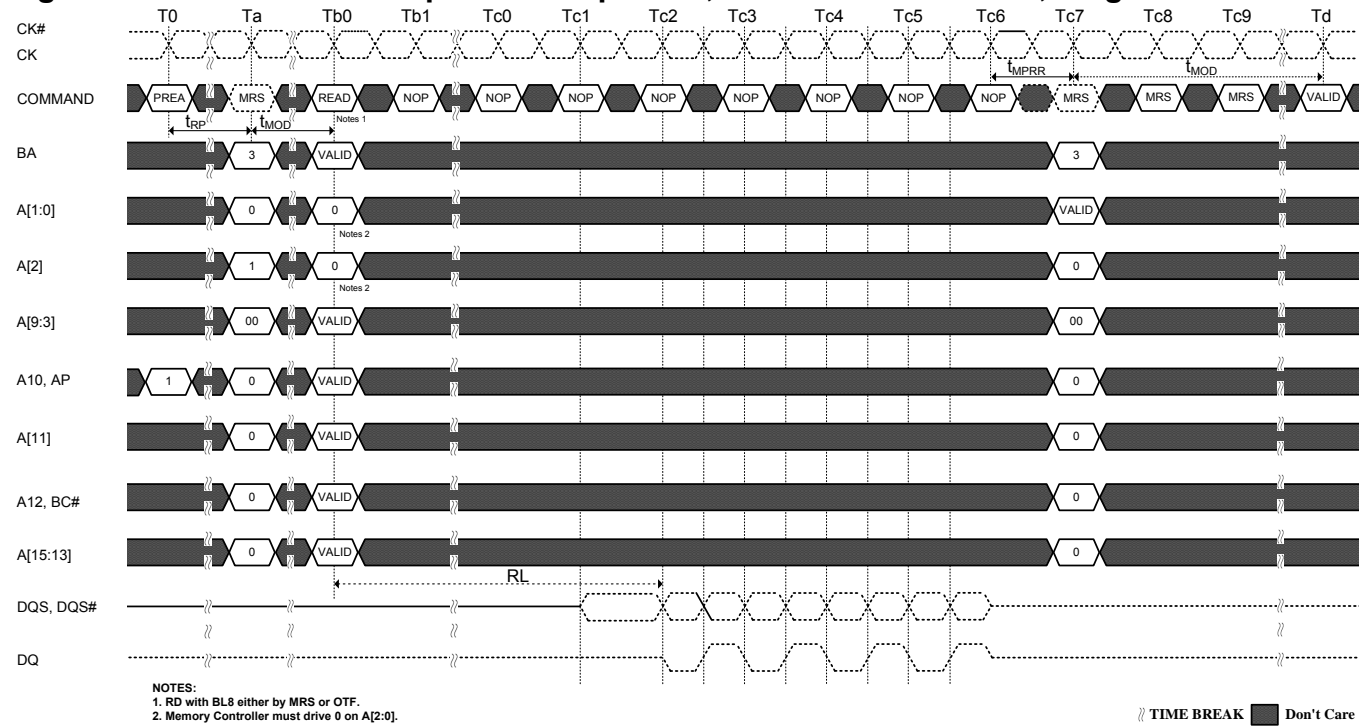 T0 Ta Tb0 Tb1 Tc0 Tc1 Tc2 Tc3 Tc4 Tc5 Tc6 Tc7 Tc8 Tc9 Td
CK#
CK
tMPRR tMOD
COMMAND PREA MRS READ NOP NOP NOP NOP NOP NOP NOP NOP MRS MRS MRS VALID
tRP tMOD Notes 1
BA 3 VALID 3
A[1:0] 0 0 VALID
Notes 2
A[2] 1 0 0
Notes 2
A[9:3] 00 VALID 00
A10, AP 1 0 VALID 0
A[11] 0 VALID 0
A12, BC# 0 VALID 0
A[15:13] 0 VALID 0
RL
DQS, DQS#
DQ
NOTES:
1. RD with BL8 either by MRS or OTF.
2. Memory Controller must drive 0 on A[2:0].
TIME BREAK Don't Care